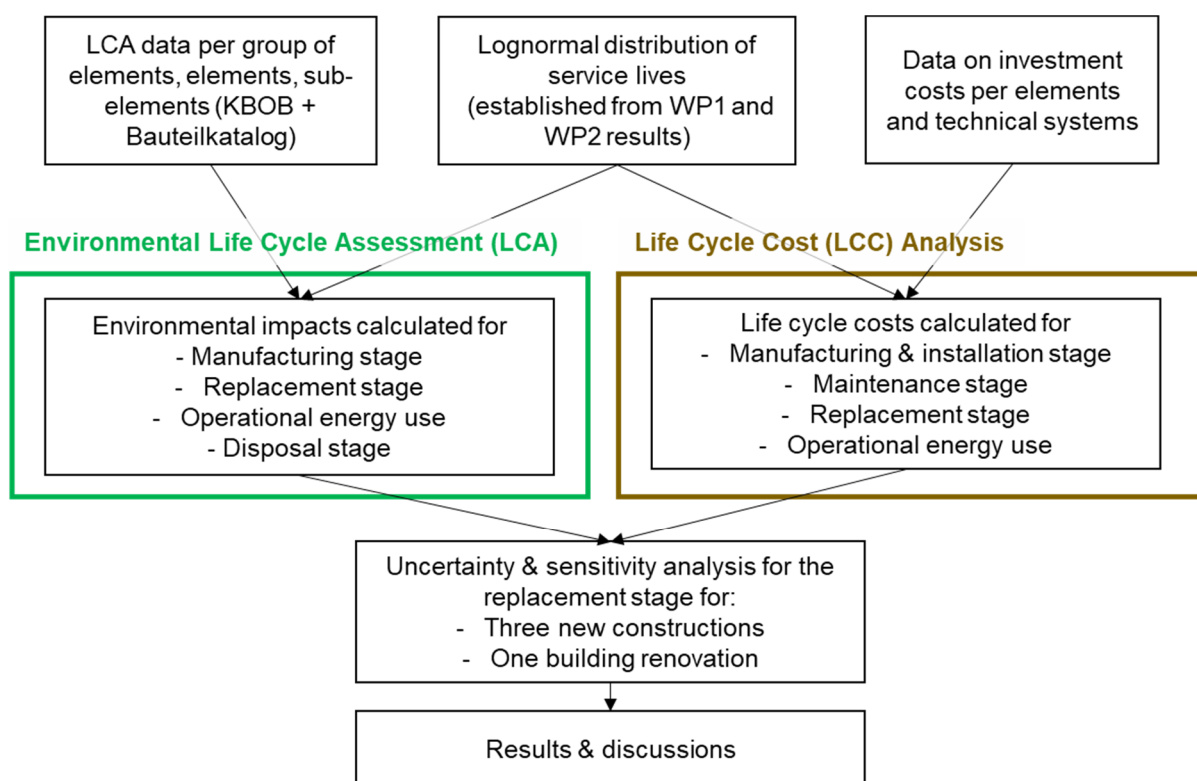 LCA data per group of
elements, elements, sub-
elements (KBOB +
Bauteilkatalog)
Lognormal distribution of
service lives
(established from WP1 and
WP2 results)
Data on investment
costs per elements
and technical systems
Environmental Life Cycle Assessment (LCA)
Life Cycle Cost (LCC) Analysis
Environmental impacts calculated for
- Manufacturing stage
- Replacement stage
- Operational energy use
- Disposal stage
Life cycle costs calculated for
- Manufacturing & installation stage
- Maintenance stage
- Replacement stage
- Operational energy use
Uncertainty & sensitivity analysis for the
replacement stage for:
- Three new constructions
- One building renovation
Results & discussions